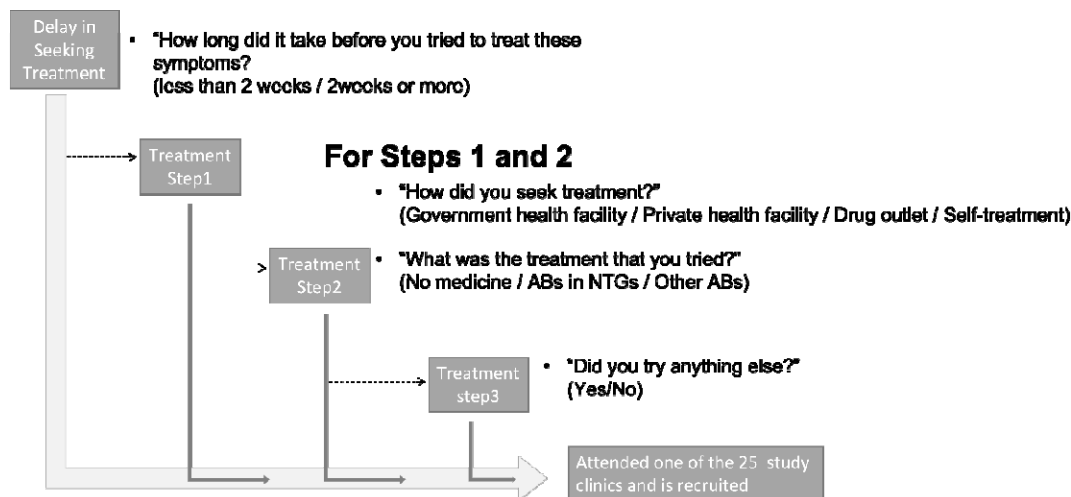 Delay in
Seeking
Treatment
• "How long did it take before you tried to treat these
symptoms?
(less than 2 weeks / 2weeks or more)
Treatment
Step1
For Steps 1 and 2
• "How did you seek treatment?"
(Government health facility / Private health facility / Drug outlet / Self-treatment)
Treatment
Step2
• "What was the treatment that you tried?"
(No medicine / ABs in NTGs / Other ABs)
Treatment
step3
• "Did you try anything else?"
(Yes/No)
Attended one of the 25 study
clinics and is recruited